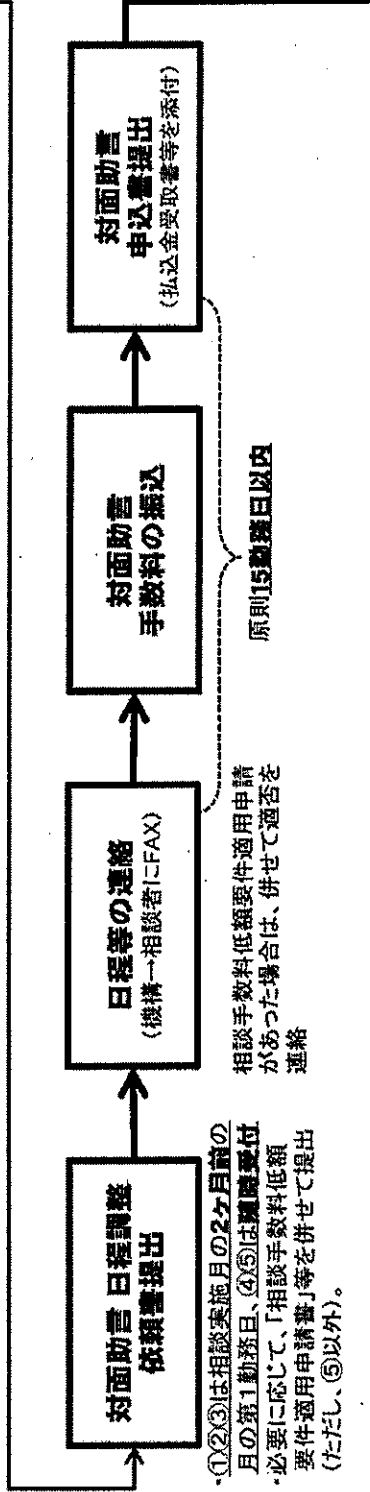 対面助言 日程調整
依頼書提出
・①②③は相談実施月の2ヶ月前の
月の第1勤務日、④⑤は随時受付
・必要に応じて、「相談手数料低額
要件適用申請書」等を併せて提出
（ただし、⑤以外）。
日程等の連絡
（機構→相談者にFAX）
相談手数料低額要件適用申請
があった場合は、併せて適否を
連絡
対面助言
手数料の振込
対面助言
申込書提出
（払込金受取書等を添付）
原則15勤務日以内